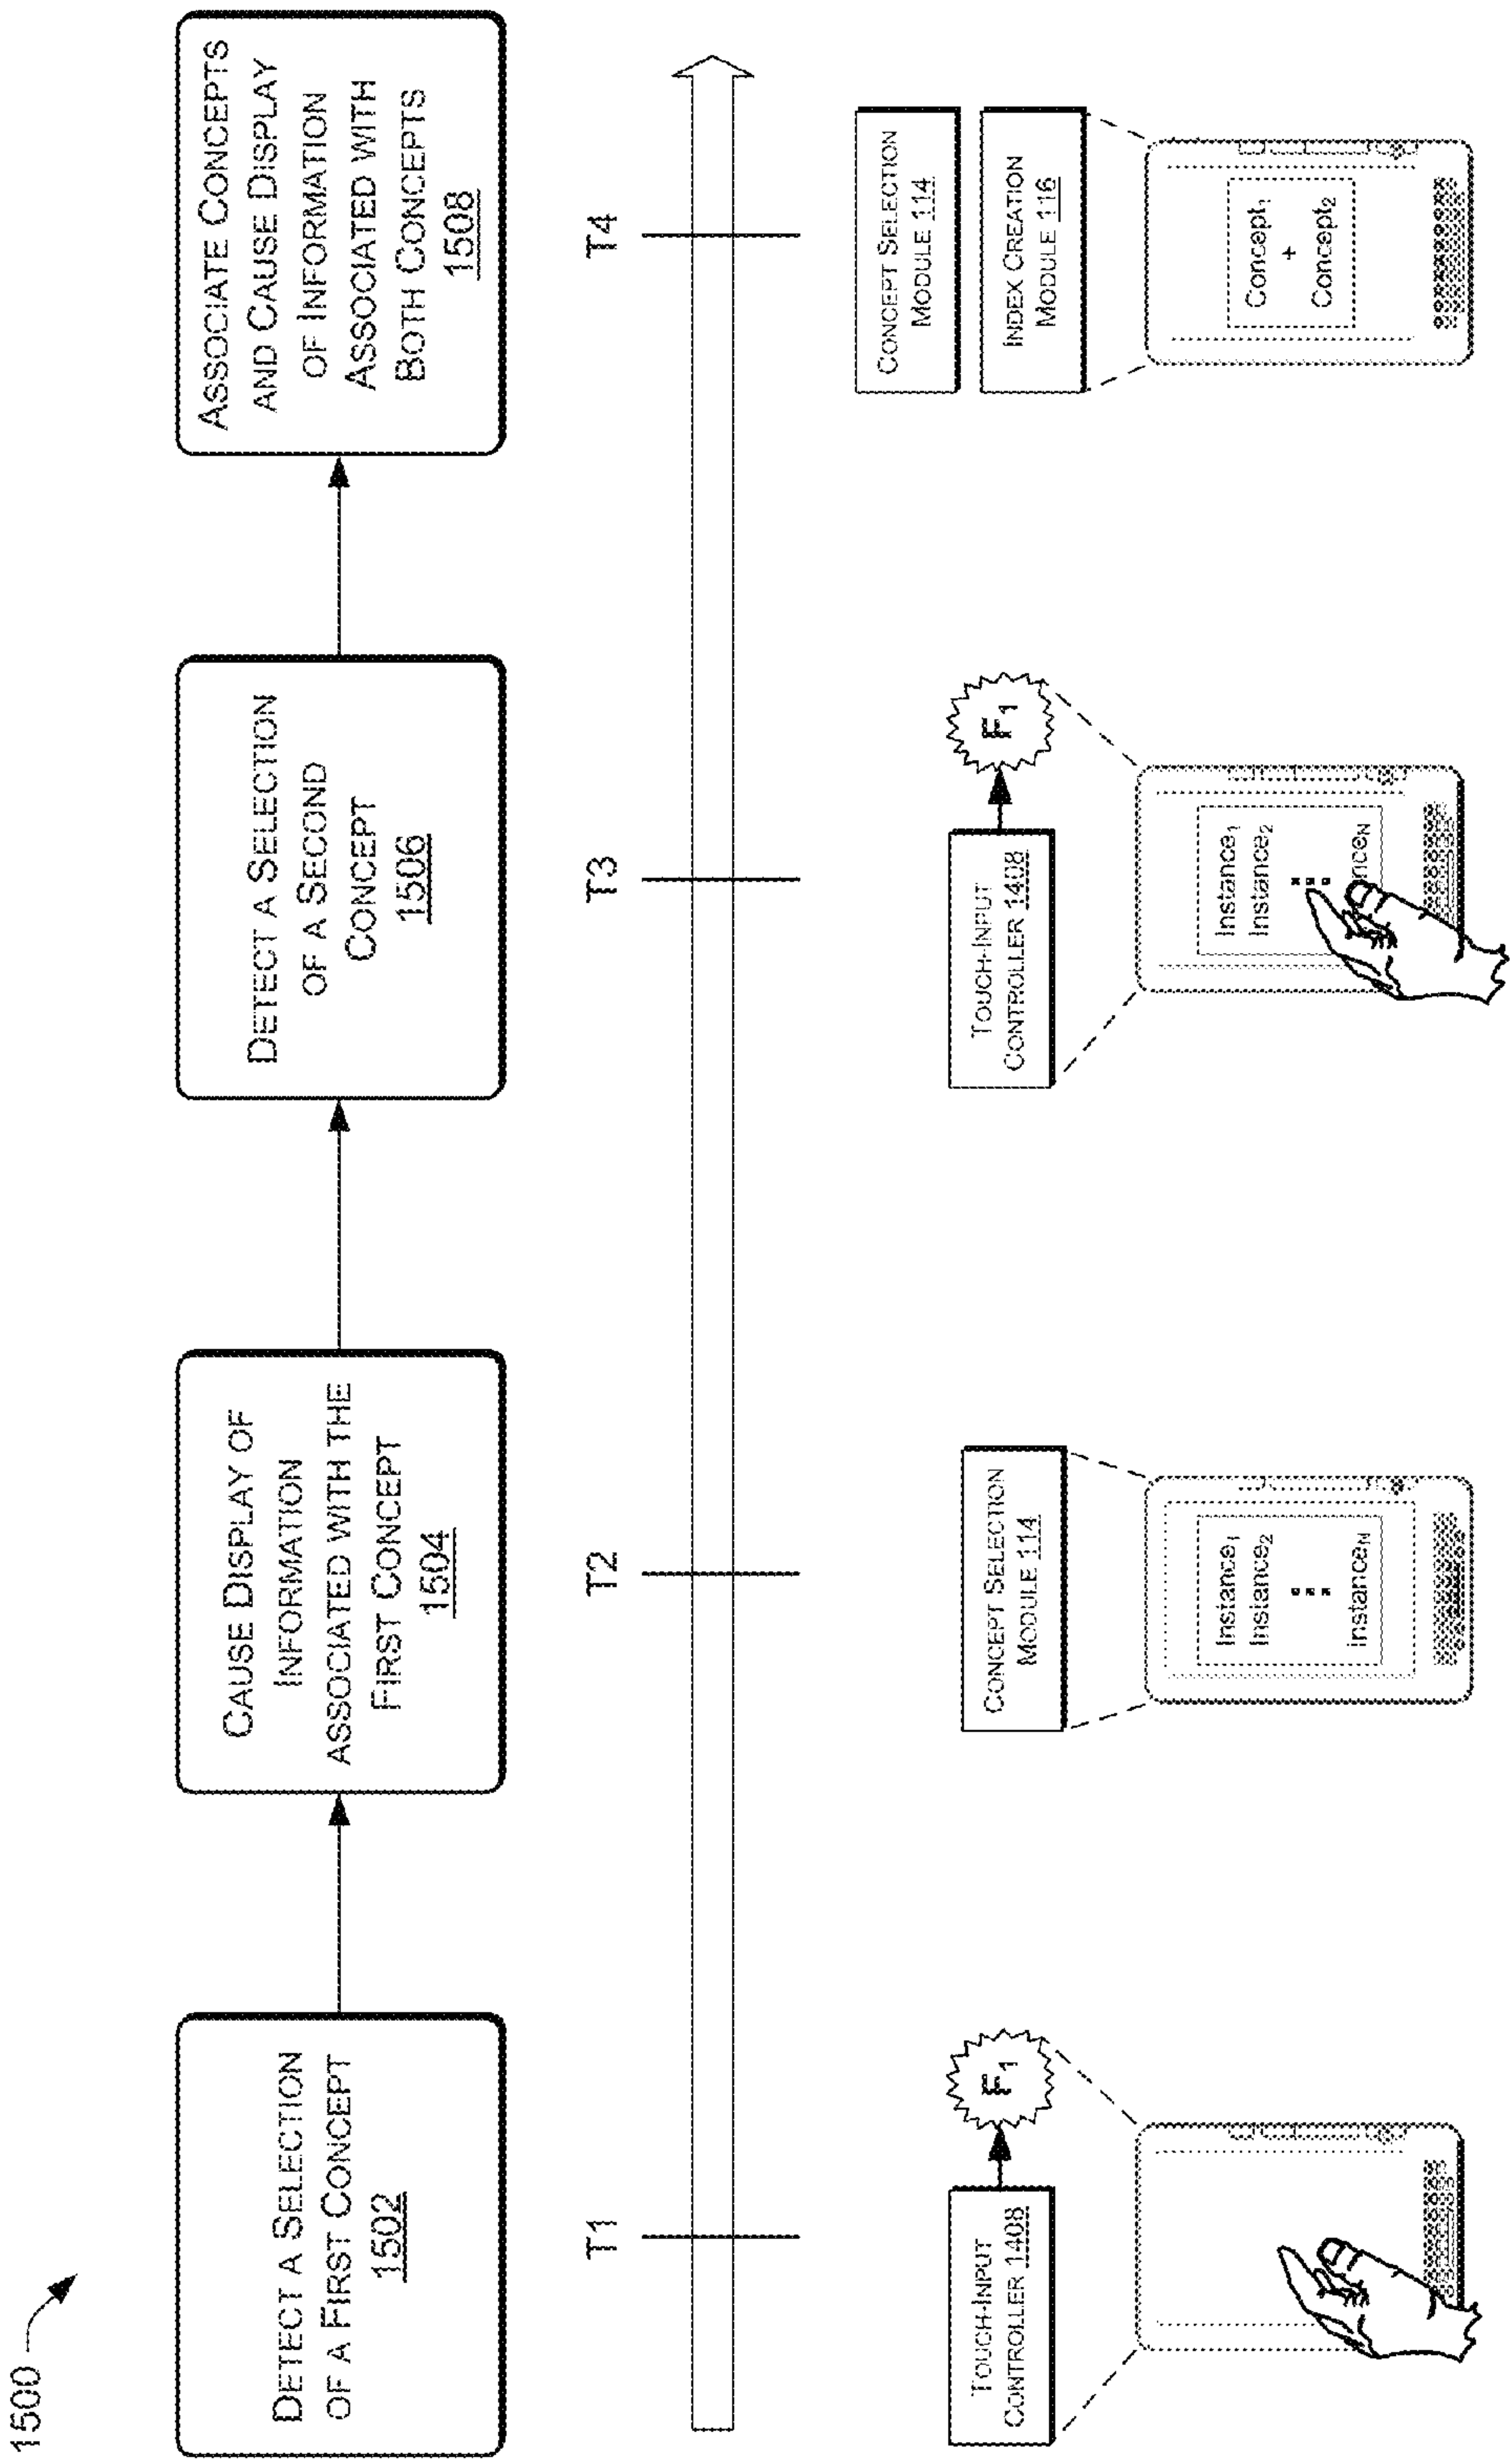 1500
DETECT A SELECTION
OF A FIRST CONCEPT
1502
CAUSE DISPLAY OF
INFORMATION
ASSOCIATED WITH THE
FIRST CONCEPT
1504
DETECT A SELECTION
OF A SECOND
CONCEPT
1506
ASSOCIATE CONCEPTS
AND CAUSE DISPLAY
OF INFORMATION
ASSOCIATED WITH
BOTH CONCEPTS
1508
T1
T2
T3
T4
TOUCH-INPUT
CONTROLLER 1408
F1
CONCEPT SELECTION
MODULE 114
Instance1
Instance2
InstanceN
TOUCH-INPUT
CONTROLLER 1408
F1
Instance1
Instance2
nceN
CONCEPT SELECTION
MODULE 114
INDEX CREATION
MODULE 116
Concept1
+
Concept2